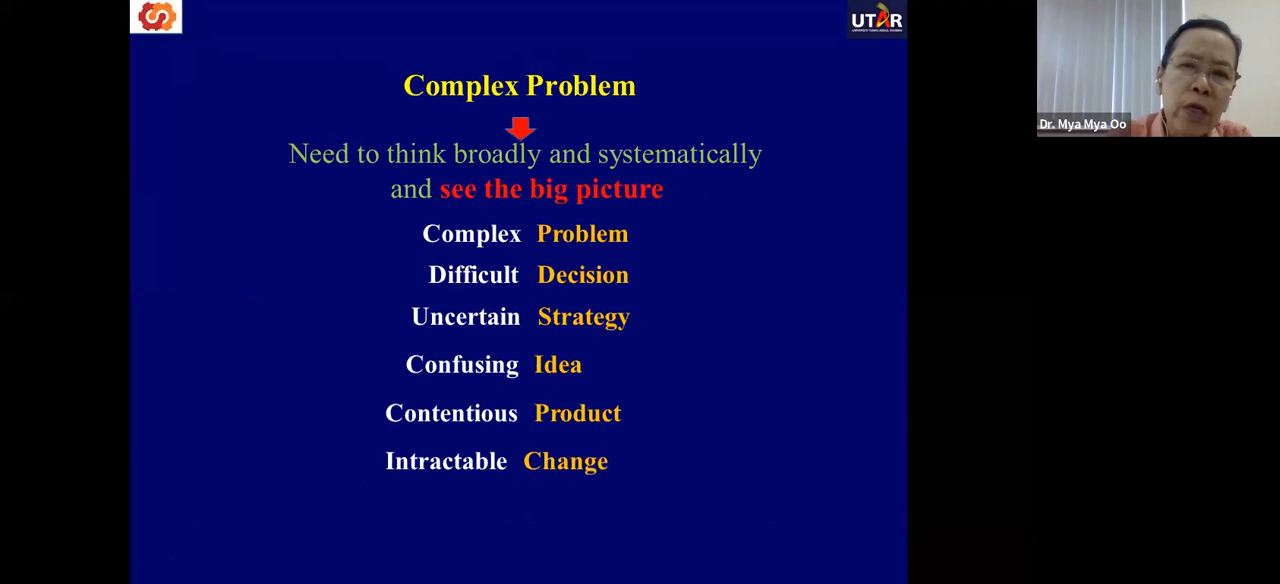 UTAR
Complex Problem
Need to think broadly and systematically
and see the big picture
Complex Problem
Difficult Decision
Uncertain Strategy
Confusing Idea
Contentious Product
Intractable Change
Dr. Mya Mya Oo